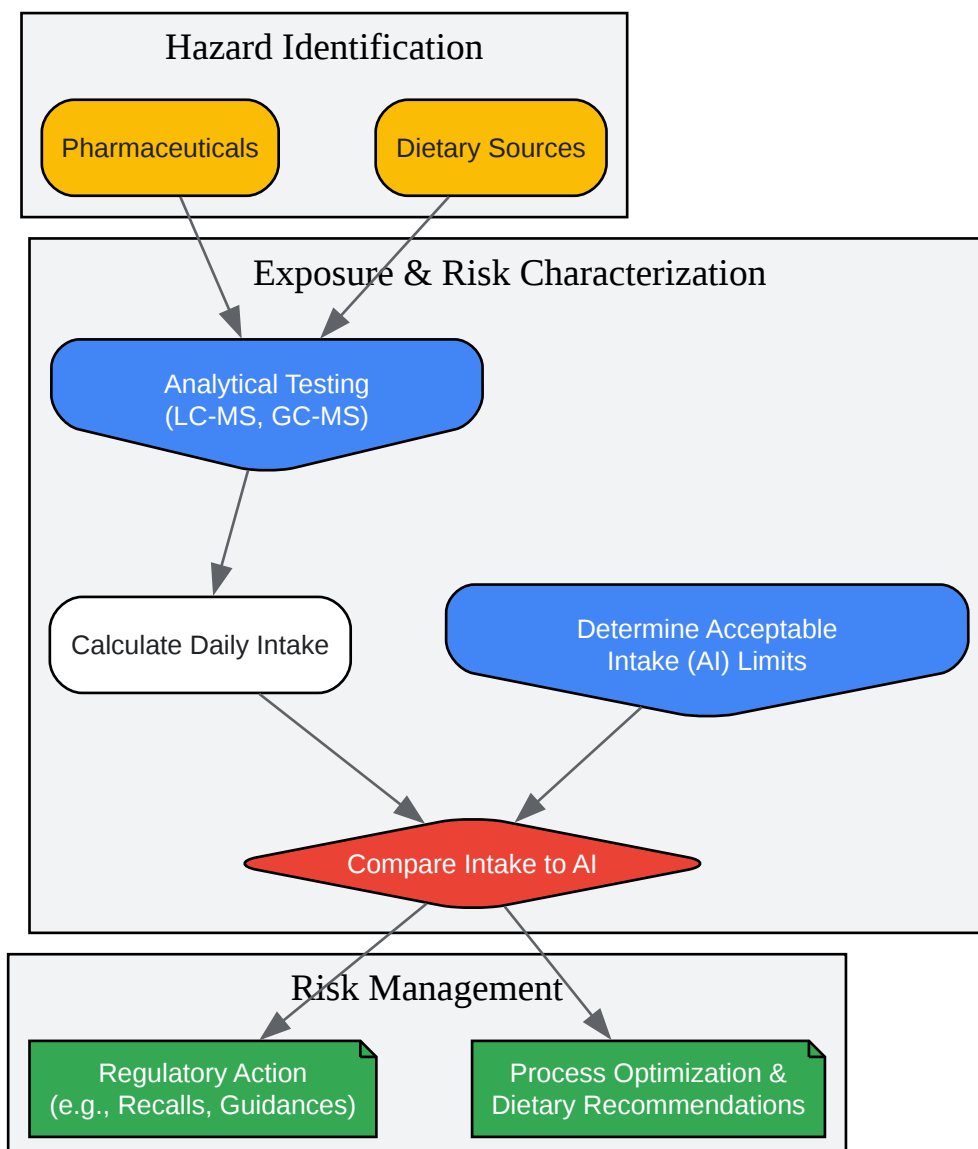 Hazard Identification
Pharmaceuticals
Dietary Sources
Exposure & Risk Characterization
Analytical Testing
(LC-MS, GC-MS)
Calculate Daily Intake
Determine Acceptable
Intake (AI) Limits
Compare Intake to AI
Risk Management
Regulatory Action
(e.g., Recalls, Guidances)
Process Optimization &
Dietary Recommendations